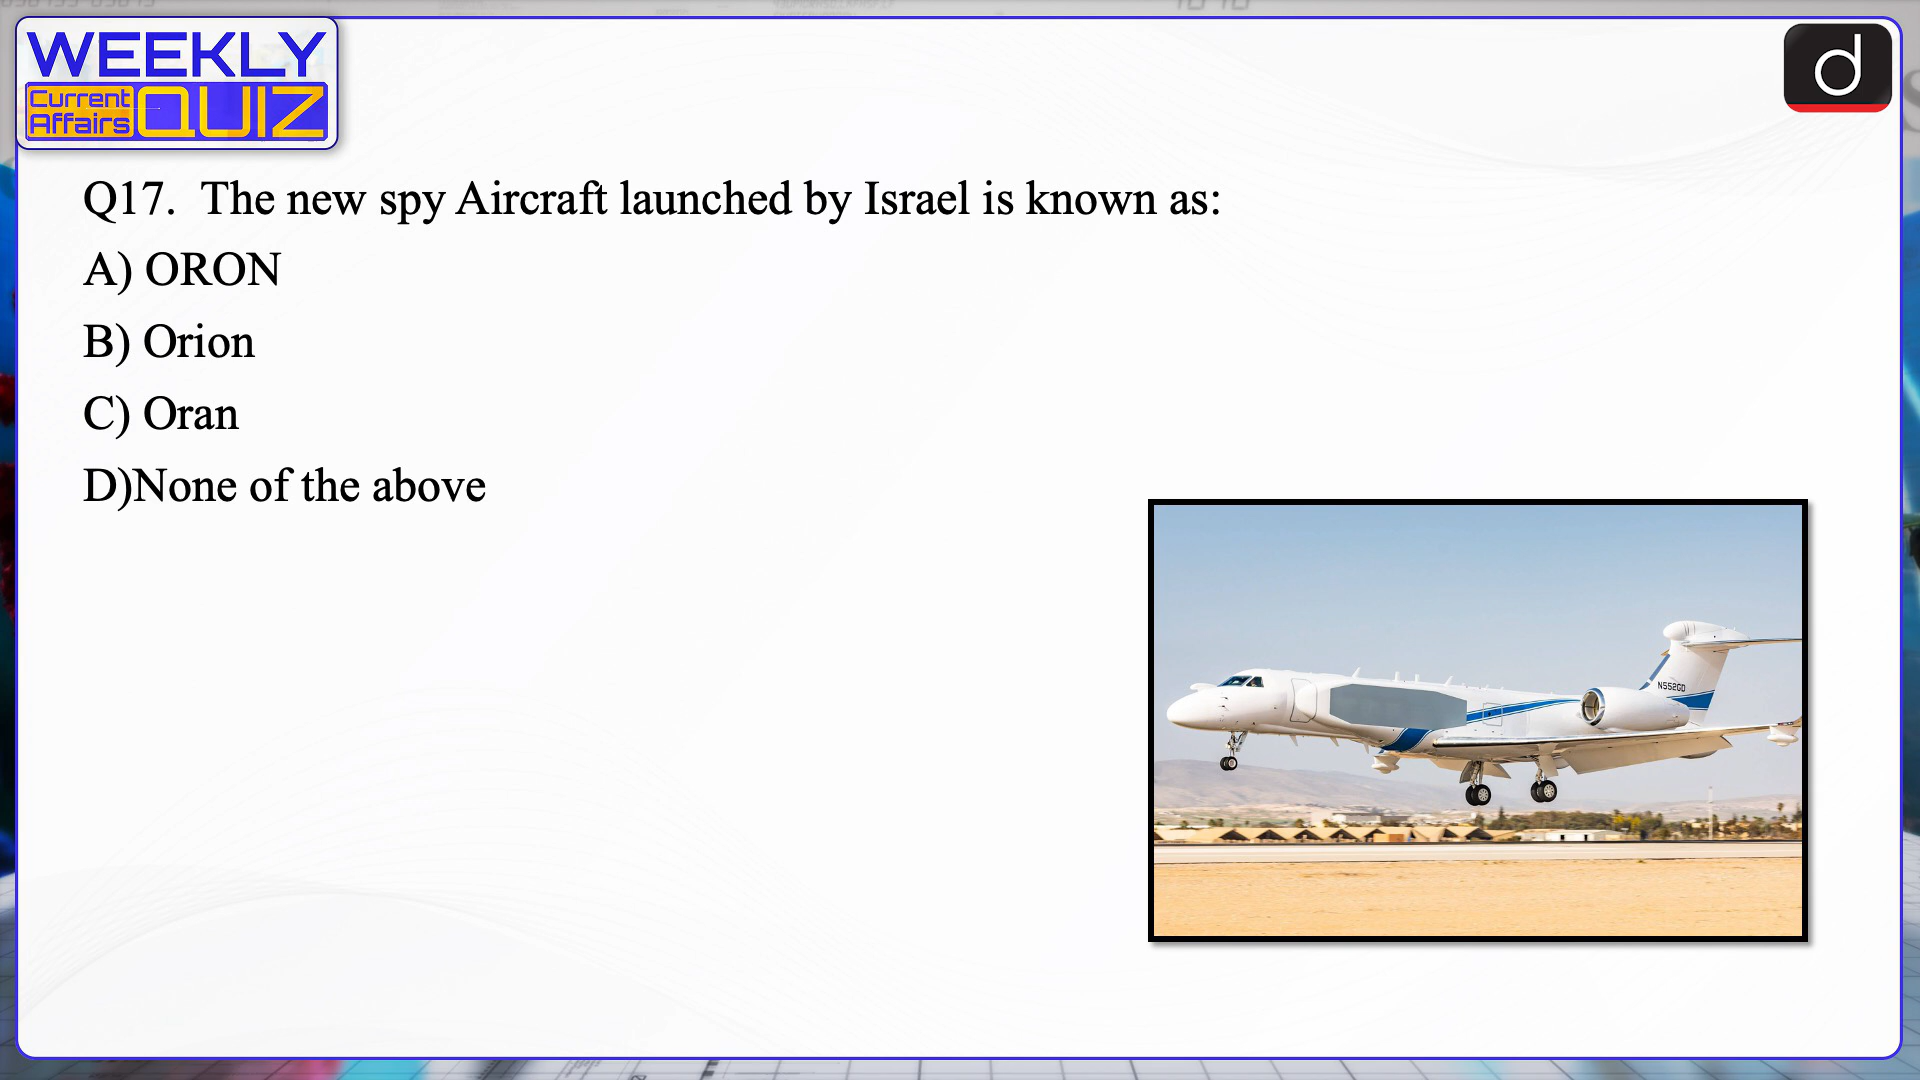 WEEKLY
Current
Affairs
QUIZ
d
Q17. The new spy Aircraft launched by Israel is known as:
A) ORON
B) Orion
C) Oran
D)None of the above
N552GD